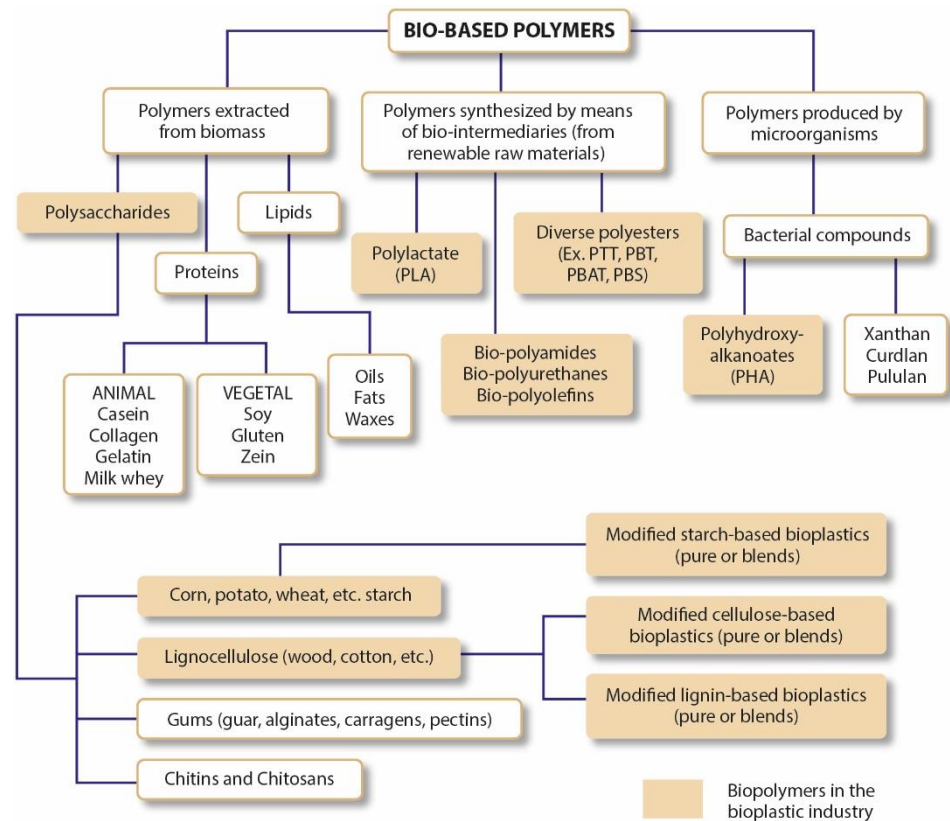 BIO-BASED POLYMERS
Polymers extracted
from biomass
Polymers synthesized by means
of bio-intermediaries (from
renewable raw materials)
Polymers produced by
microorganisms
Polysaccharides
Lipids
Proteins
Polylactate
(PLA)
Diverse polyesters
(Ex. PTT, PBT,
PBAT, PBS)
Bacterial compounds
ANIMAL
Casein
Collagen
Gelatin
Milk whey
VEGETAL
Soy
Gluten
Zein
Oils
Fats
Waxes
Bio-polyamides
Bio-polyurethanes
Bio-polyolefins
Polyhydroxy-
alkanoates
(PHA)
Xanthan
Curdlan
Pululan
Modified starch-based bioplastics
(pure or blends)
Corn, potato, wheat, etc. starch
Modified cellulose-based
bioplastics (pure or blends)
Lignocellulose (wood, cotton, etc.)
Modified lignin-based bioplastics
(pure or blends)
Gums (guar, alginates, carragens, pectins)
Chitins and Chitosans
Biopolymers in the
bioplastic industry